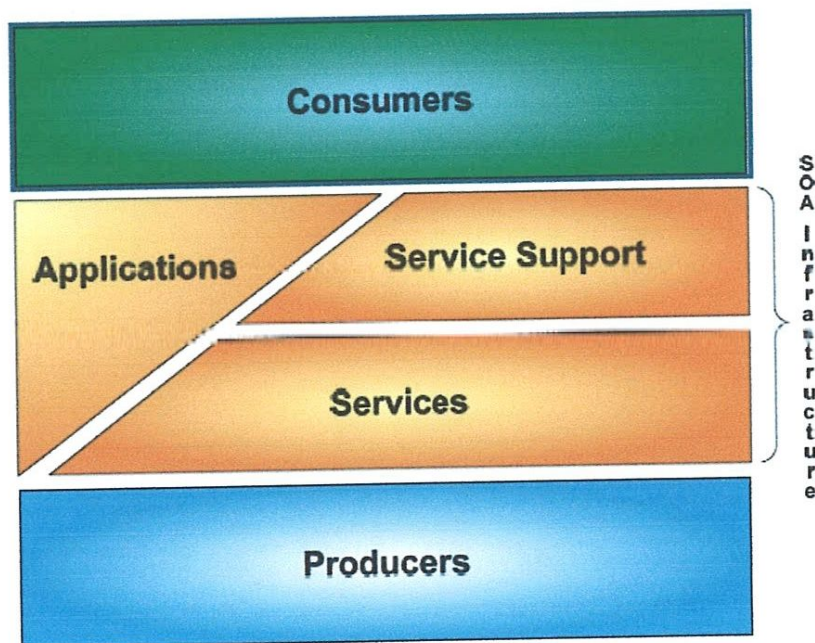 Consumers
Applications
Service Support
Services
Producers
SOA Infrastructure